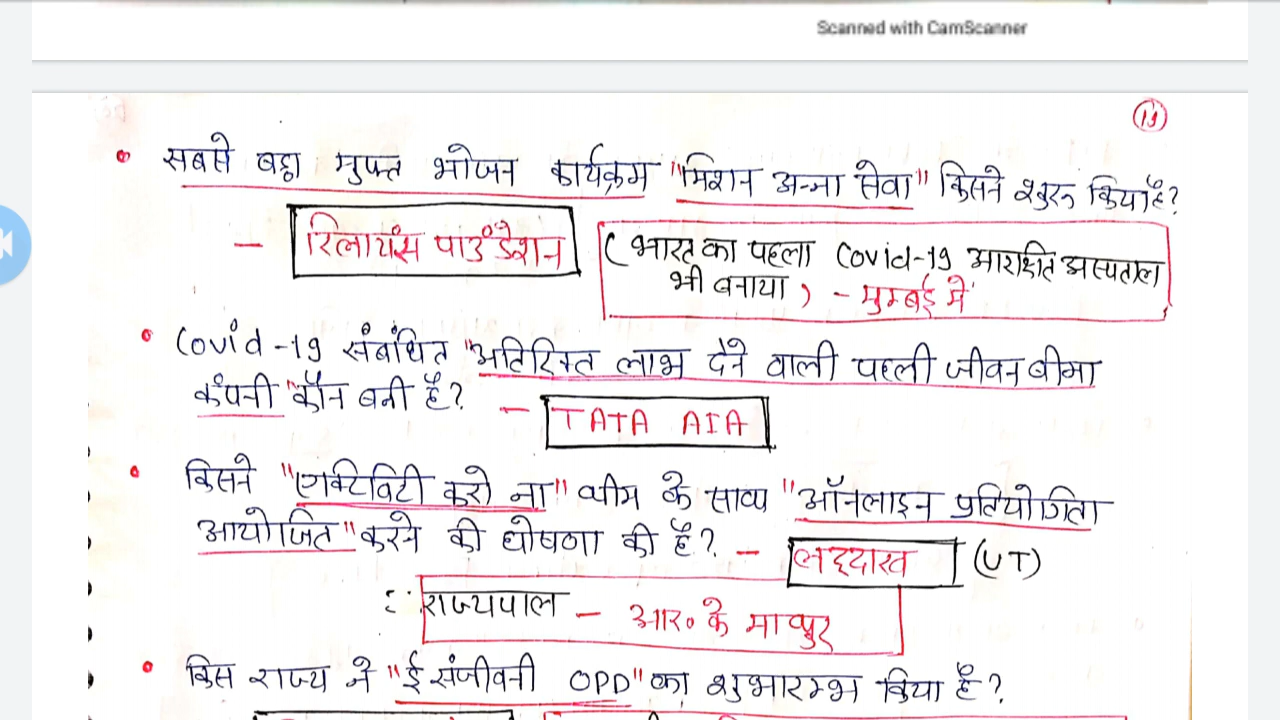 Scanned with CamScanner
19
• सबसे बड़ा मुफ्त भोजन कार्यक्रम "मिशन अन्ना सेवा" किसने शुरू किया है?
– रिलायंस पाउंडेशन (भारत का पहला Covid-19 आरक्षित अस्पताल
भी बनाया) - मुम्बई में
• Covid-19 संबंधित "अतिरिक्त लाभ देने वाली पहली जीवन बीमा
कंपनी" कौन बनी है? – TATA AIA
• किसने "एक्टिविटी करो ना" थीम के साथ "ऑनलाइन प्रतियोगिता
आयोजित" करने की घोषणा की है? – लद्दाख (UT)
: राज्यपाल – आर० के माथुर
• किस राज्य ने "ई संजीवनी OPD" का शुभारम्भ किया है?